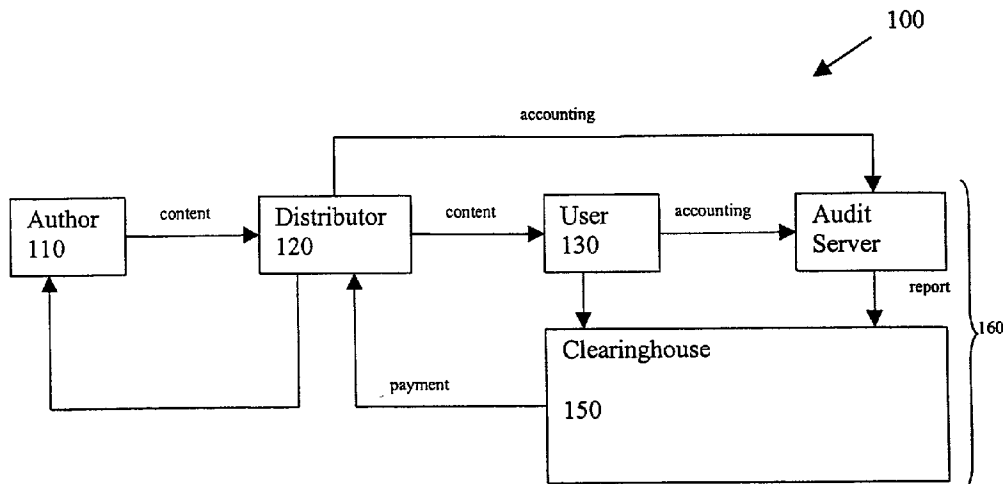 100
accounting
Author
110
content
Distributor
120
content
User
130
accounting
Audit
Server
report
160
Clearinghouse
150
payment